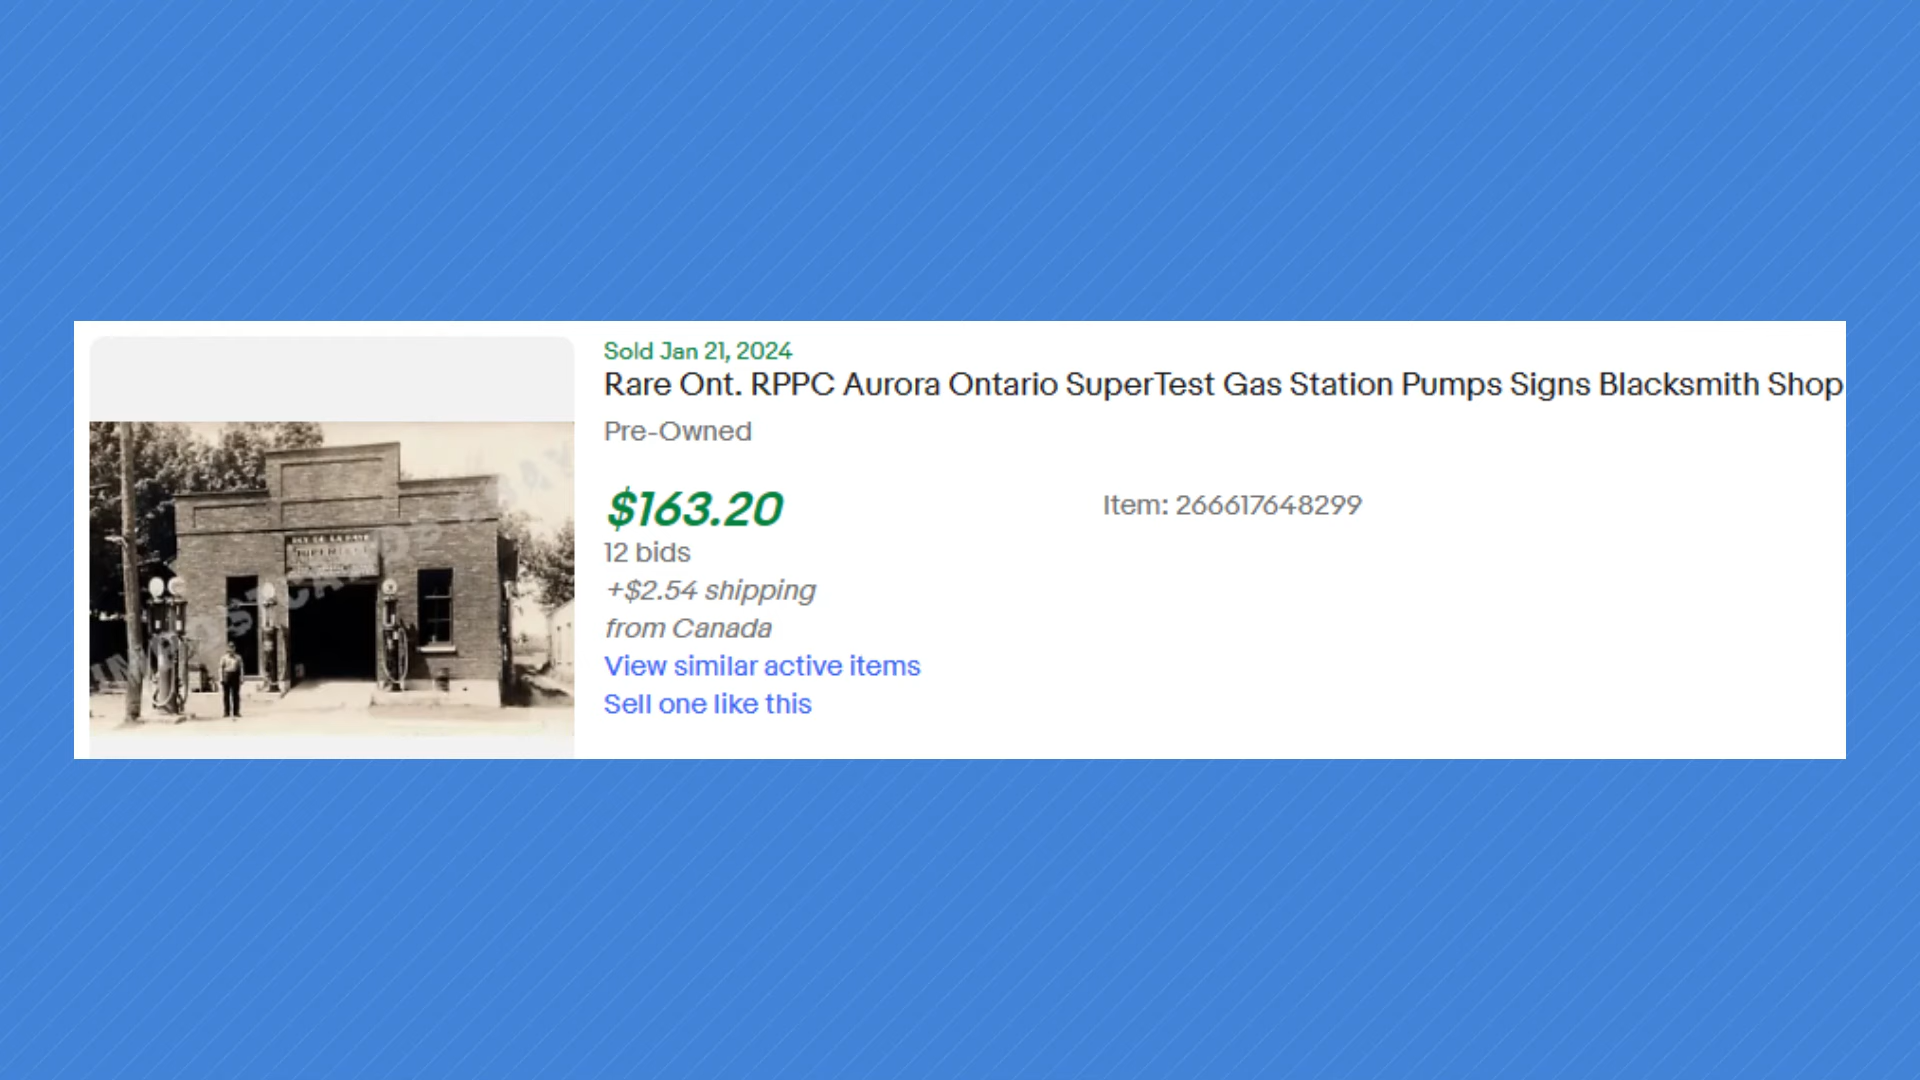 Sold Jan 21, 2024
Rare Ont. RPPC Aurora Ontario SuperTest Gas Station Pumps Signs Blacksmith Shop
Pre-Owned
$163.20
Item: 266617648299
12 bids
+$2.54 shipping
from Canada
View similar active items
Sell one like this